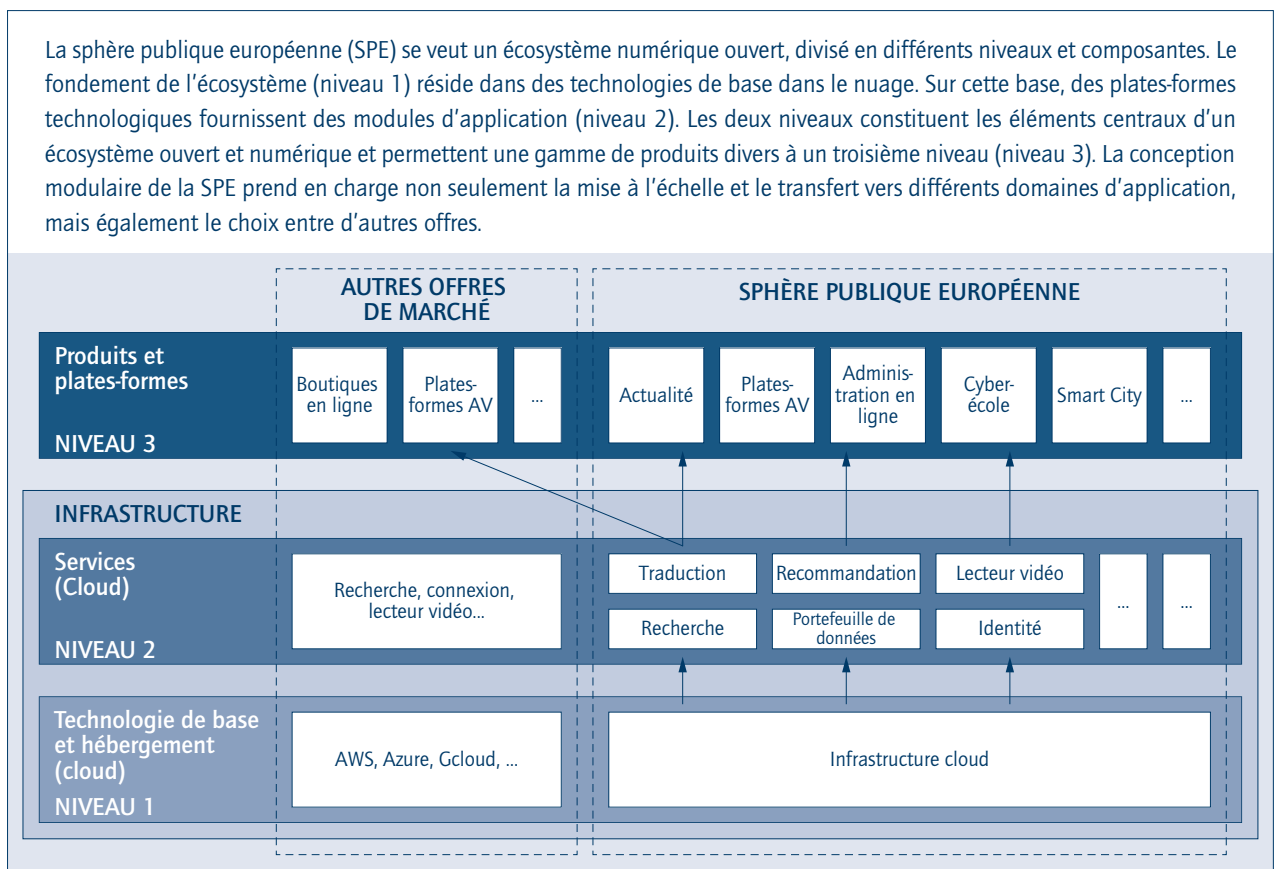 La sphère publique européenne (SPE) se veut un écosystème numérique ouvert, divisé en différents niveaux et composantes. Le
fondement de l'écosystème (niveau 1) réside dans des technologies de base dans le nuage. Sur cette base, des plates-formes
technologiques fournissent des modules d'application (niveau 2). Les deux niveaux constituent les éléments centraux d'un
écosystème ouvert et numérique et permettent une gamme de produits divers à un troisième niveau (niveau 3). La conception
modulaire de la SPE prend en charge non seulement la mise à l'échelle et le transfert vers différents domaines d'application,
mais également le choix entre d'autres offres.
AUTRES OFFRES
DE MARCHÉ
SPHÈRE PUBLIQUE EUROPÉENNE
Produits et
plates-formes
NIVEAU 3
Boutiques
en ligne
Plates-
formes AV
...
Actualité
Plates-
formes AV
Adminis-
tration en
ligne
Cyber-
école
Smart City
...
INFRASTRUCTURE
Services
(Cloud)
NIVEAU 2
Recherche, connexion,
lecteur vidéo...
Traduction
Recommandation
Lecteur vidéo
Recherche
Portefeuille de
données
Identité
...
...
Technologie de base
et hébergement
(cloud)
NIVEAU 1
AWS, Azure, Gcloud, ...
Infrastructure cloud